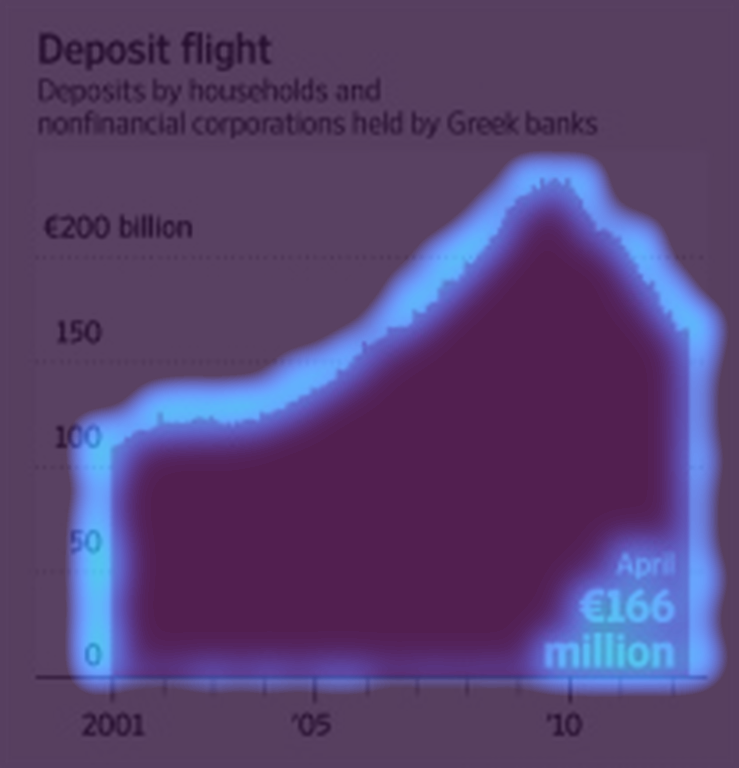 Deposit flight
Deposits by households and
nonfinancial corporations held by Greek banks
€200 billion
150
100
50
0
April
€166
million
2001 '05 '10